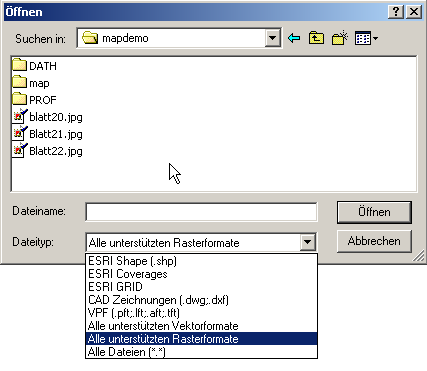 Öffnen
Suchen in: mapdemo
DATH
map
PROF
blatt20.jpg
Blatt21.jpg
Blatt22.jpg
Dateiname: Öffnen
Dateityp: Alle unterstützten Rasterformate Abbrechen
ESRI Shape (.shp)
ESRI Coverages
ESRI GRID
CAD Zeichnungen (.dwg;.dxf)
VPF (.pft;.lft;.aft;.tft)
Alle unterstützten Vektorformate
Alle unterstützten Rasterformate
Alle Dateien (*.*)